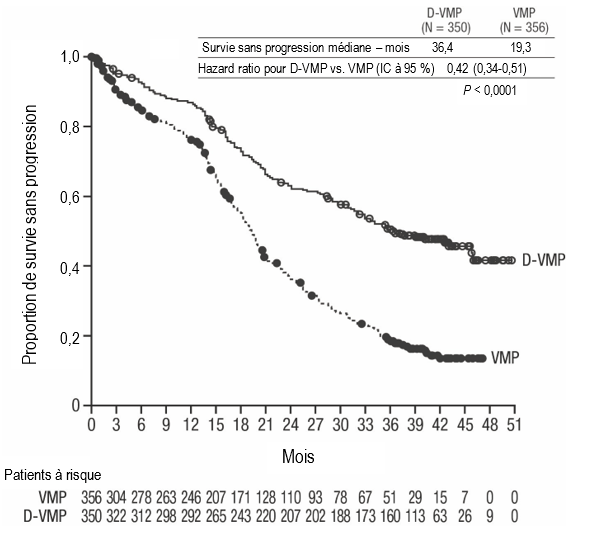 D-VMP VMP
(N = 350) (N = 356)
Survie sans progression médiane – mois 36,4 19,3
Hazard ratio pour D-VMP vs. VMP (IC à 95 %) 0,42 (0,34-0,51)
P < 0,0001
Proportion de survie sans progression
1,0
0,8
0,6
0,4
0,2
0
D-VMP
VMP
0 3 6 9 12 15 18 21 24 27 30 33 36 39 42 45 48 51
Mois
Patients à risque
VMP 356 304 278 263 246 207 171 128 110 93 78 67 51 29 15 7 0 0
D-VMP 350 322 312 298 292 265 243 220 207 202 188 173 160 113 63 26 9 0